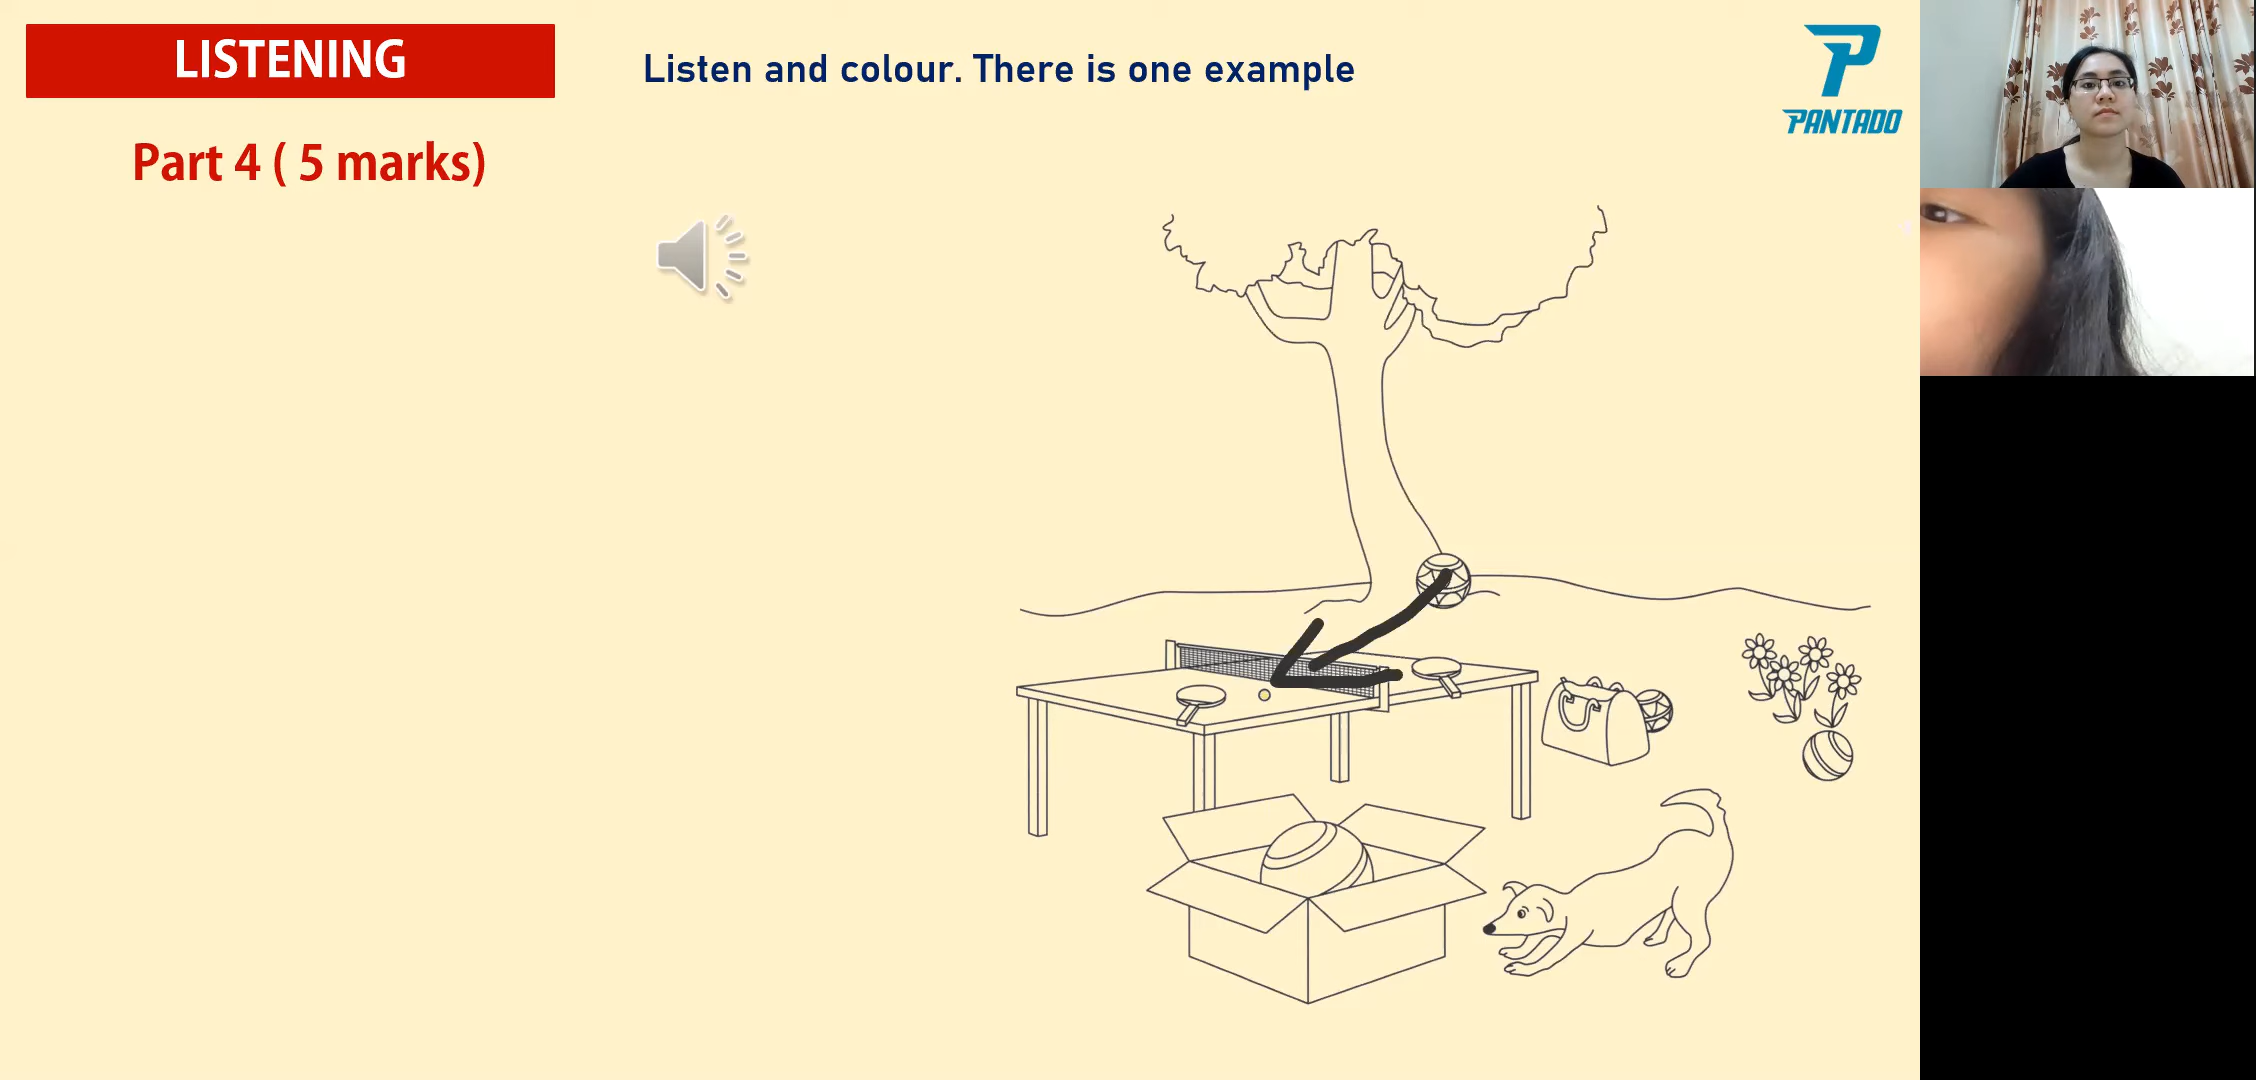 LISTENING
Listen and colour. There is one example
PANTADO
Part 4 ( 5 marks)